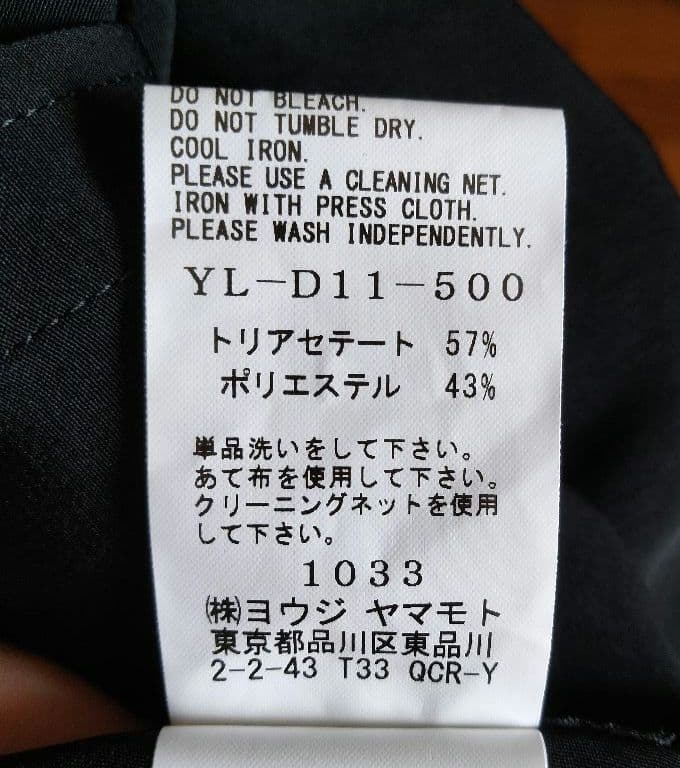 DO NOT BLEACH.
DO NOT TUMBLE DRY.
COOL IRON.
PLEASE USE A CLEANING NET.
IRON WITH PRESS CLOTH.
PLEASE WASH INDEPENDENTLY.
YL-D11-500
トリアセテート 57%
ポリエステル 43%
単品洗いをして下さい。
あて布を使用して下さい。
クリーニングネットを使用
して下さい。
1033
㈱ヨウジ ヤマモト
東京都品川区東品川
2-2-43 T33 QCR-Y